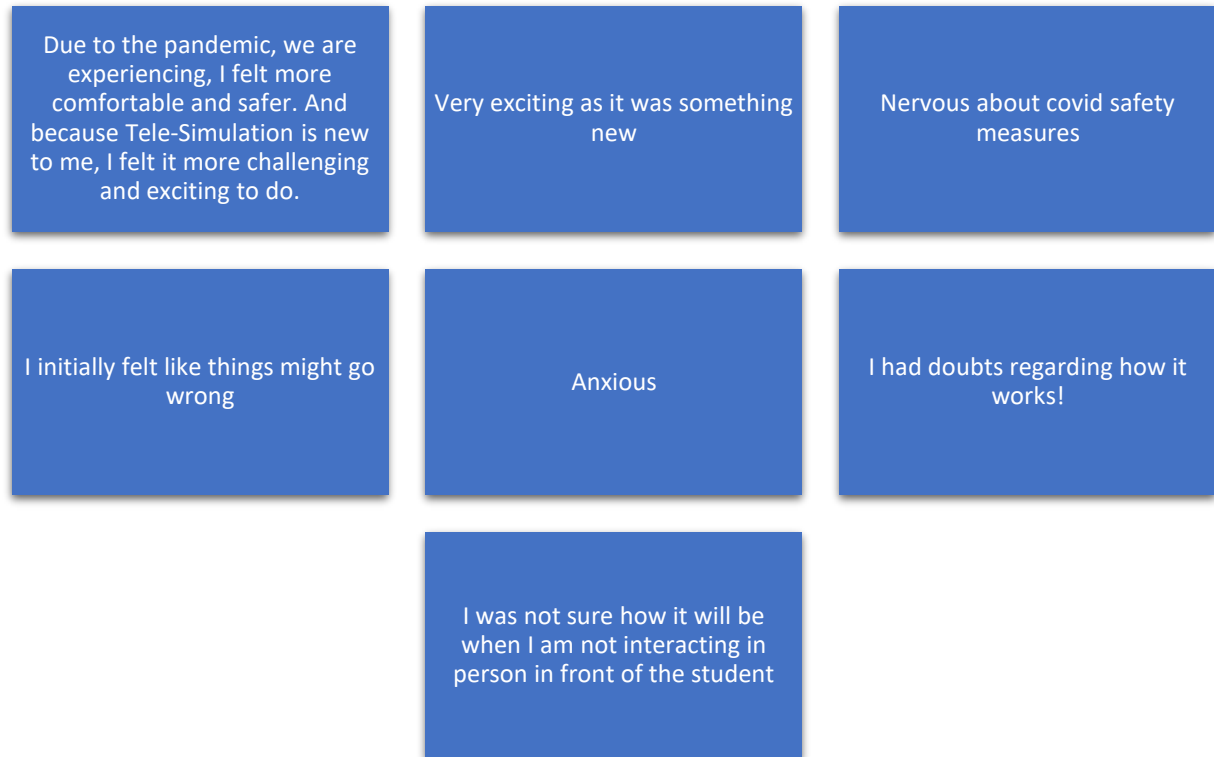 Due to the pandemic, we are
experiencing, I felt more
comfortable and safer. And
because Tele-Simulation is new
to me, I felt it more challenging
and exciting to do.
Very exciting as it was something
new
Nervous about covid safety
measures
I initially felt like things might go
wrong
Anxious
I had doubts regarding how it
works!
I was not sure how it will be
when I am not interacting in
person in front of the student